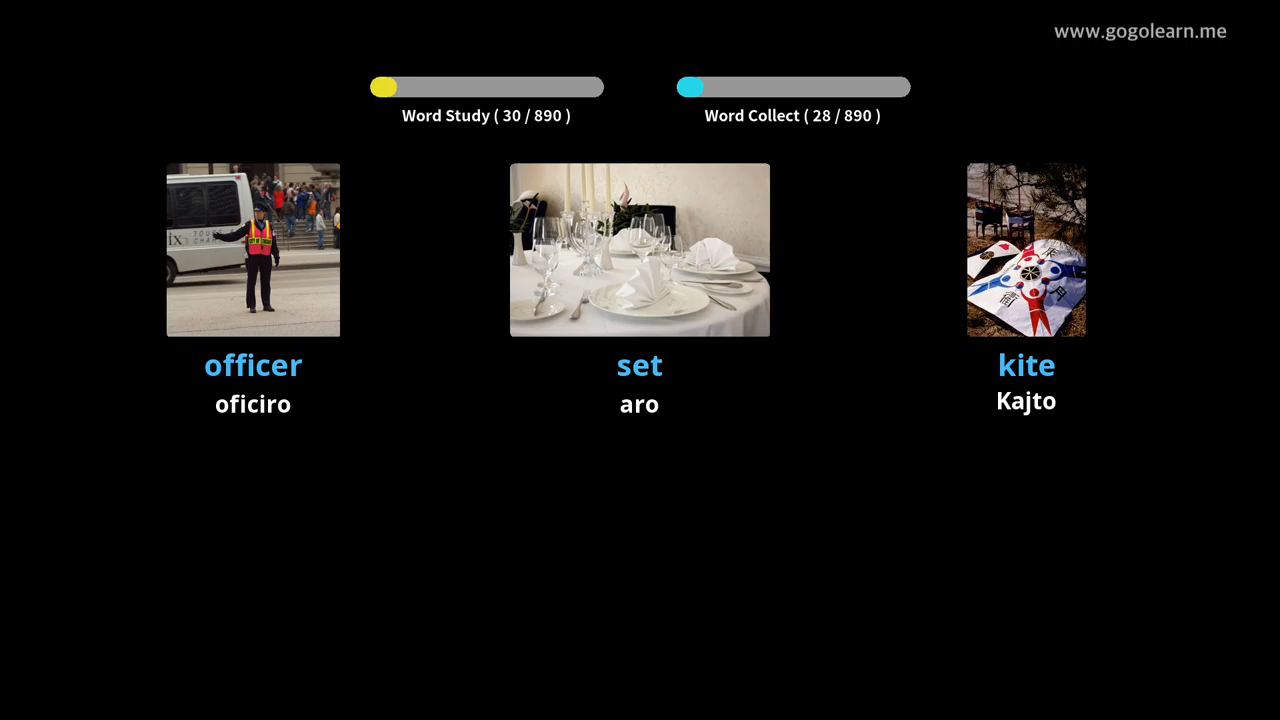 www.gogolearn.me
Word Study ( 30 / 890 )
Word Collect ( 28 / 890 )
officer
set
kite
oficiro
aro
Kajto